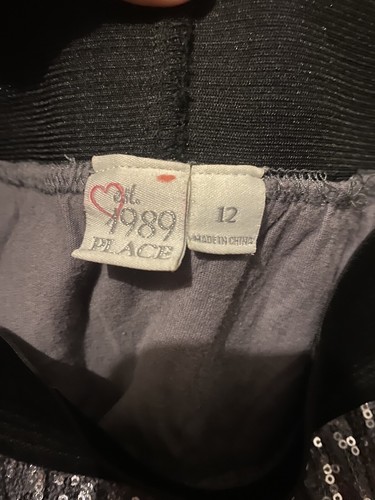 est.
1989
PLACE
12
MADE IN CHINA